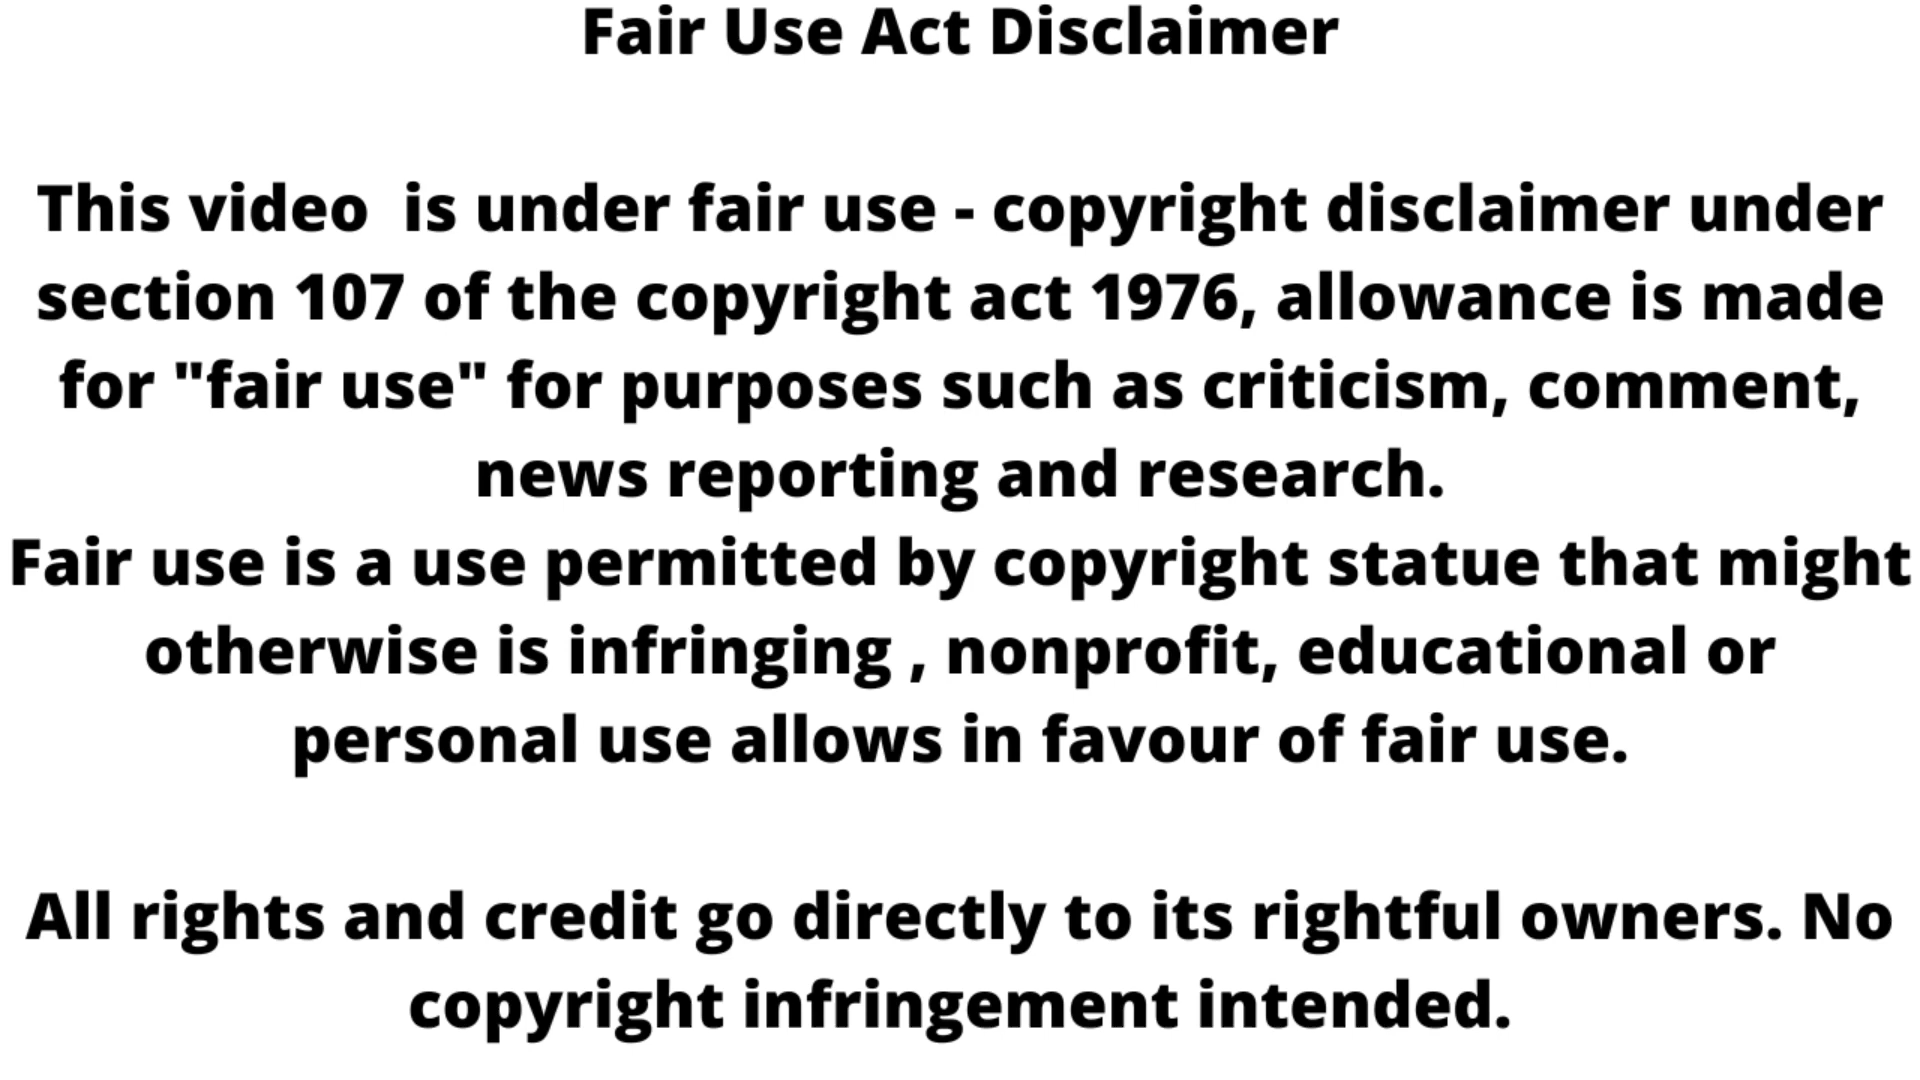 Fair Use Act Disclaimer
This video  is under fair use - copyright disclaimer under
section 107 of the copyright act 1976, allowance is made
for "fair use" for purposes such as criticism, comment,
news reporting and research.
Fair use is a use permitted by copyright statue that might
otherwise is infringing , nonprofit, educational or
personal use allows in favour of fair use.
All rights and credit go directly to its rightful owners. No
copyright infringement intended.